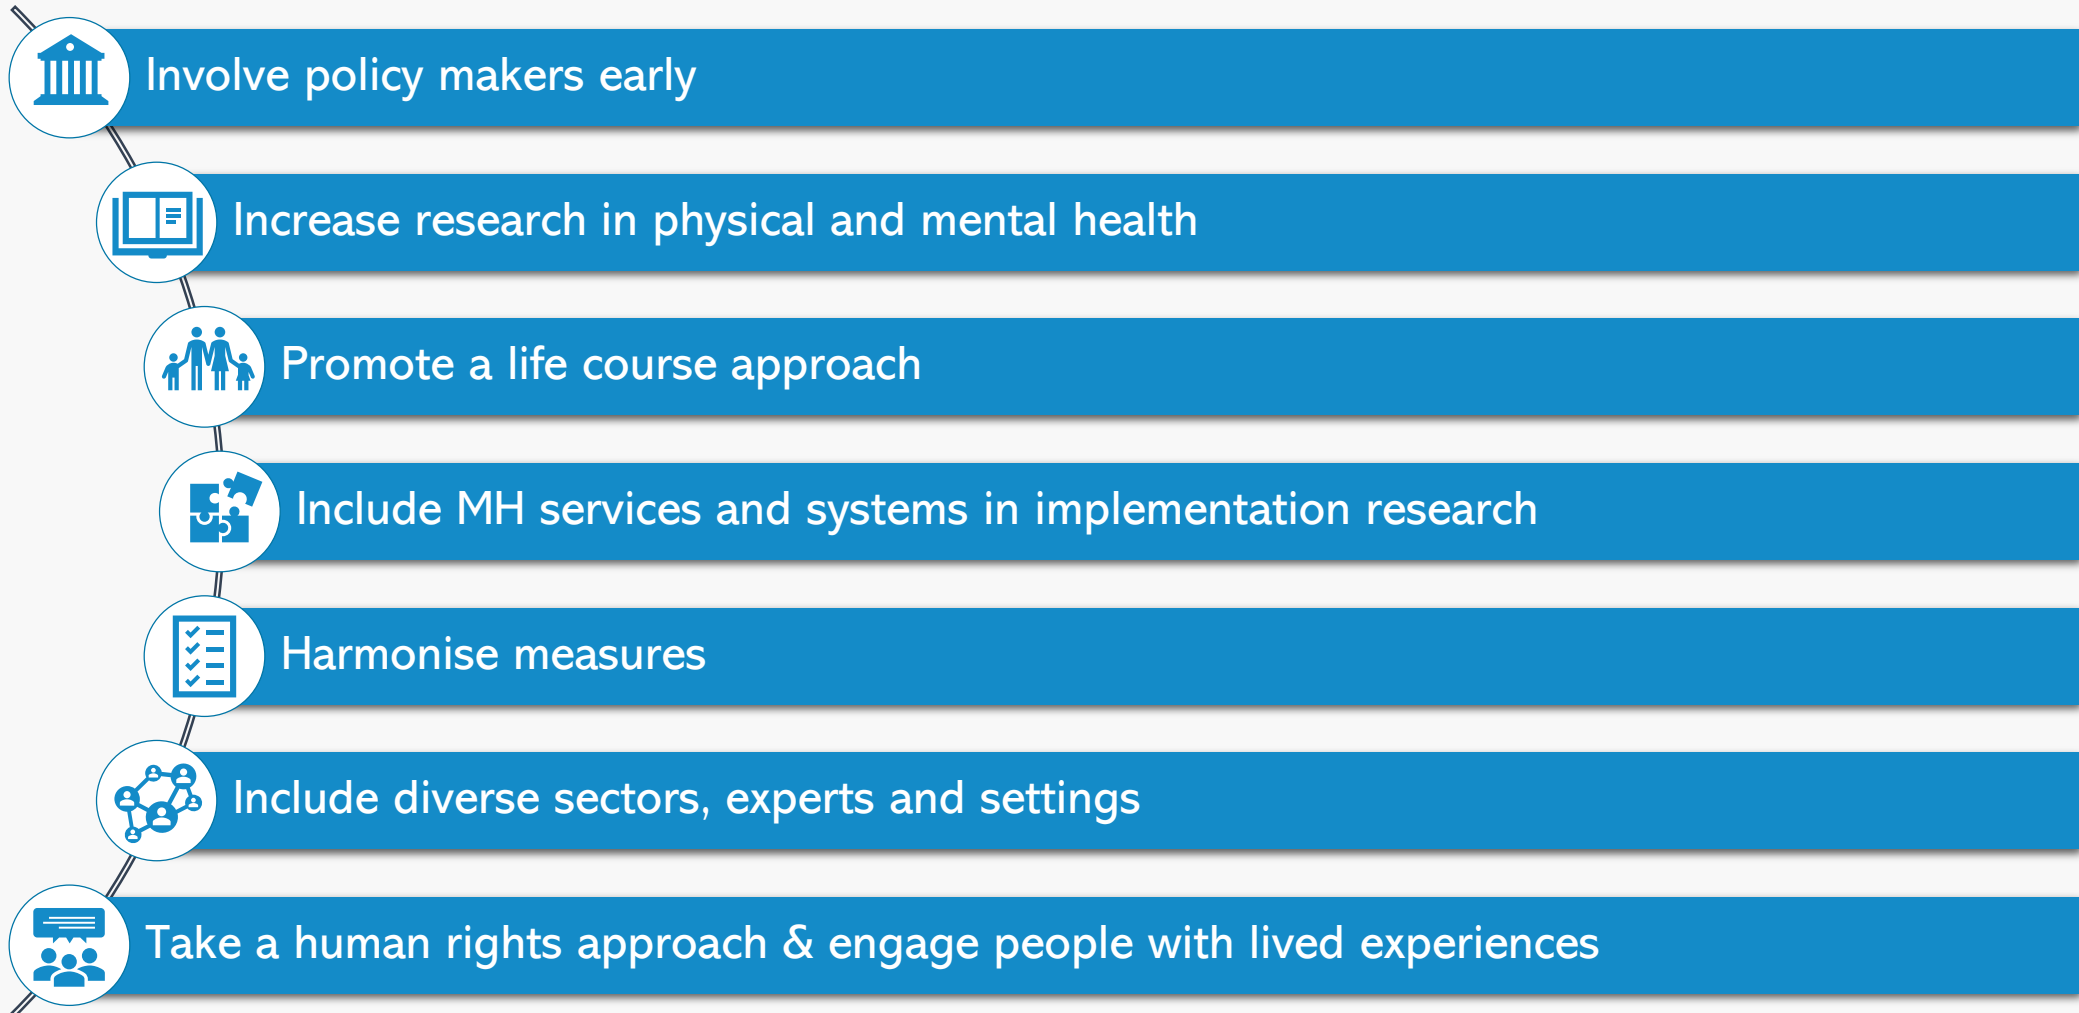 Involve policy makers early
Increase research in physical and mental health
Promote a life course approach
Include MH services and systems in implementation research
Harmonise measures
Include diverse sectors, experts and settings
Take a human rights approach & engage people with lived experiences